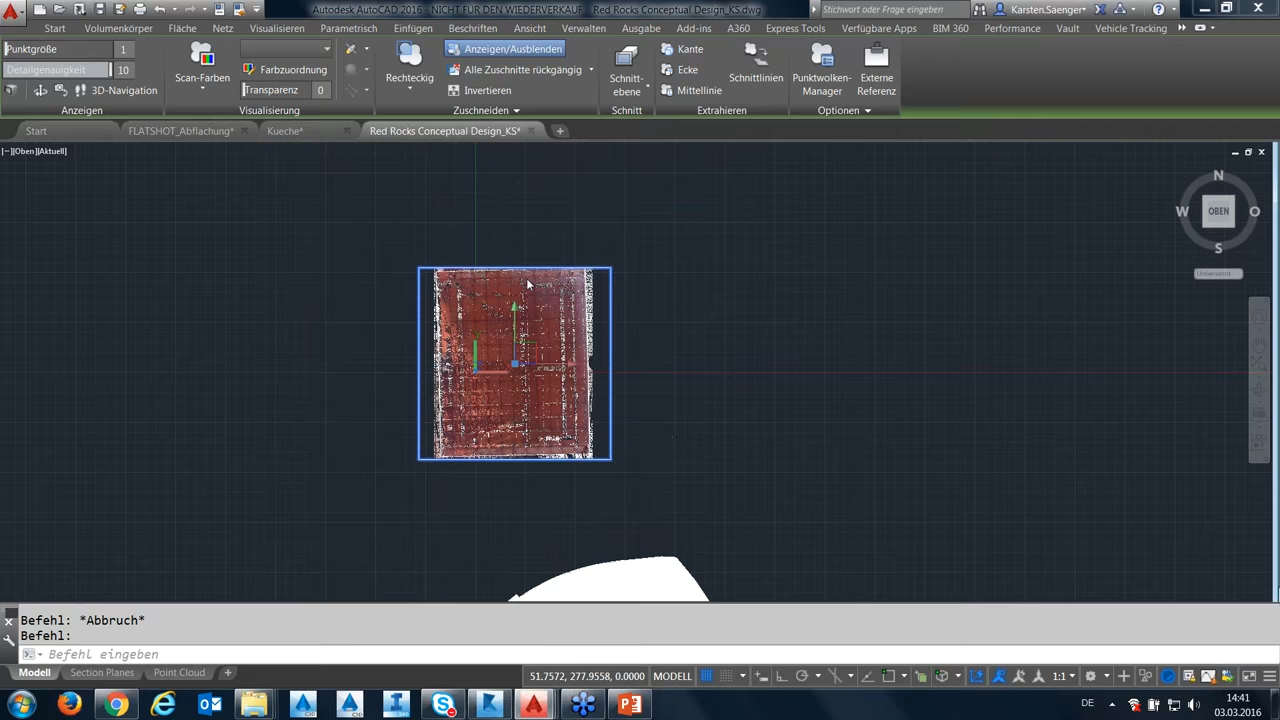 Autodesk AutoCAD 2016 - NICHT FÜR DEN WIEDERVERKAUF - Red Rocks Conceptual Design_KS.dwg
Stichwort oder Frage eingeben
Karsten.Saenger
Start Volumenkörper Fläche Netz Visualisieren Parametrisch Einfügen Beschriften Ansicht Verwalten Ausgabe Add-ins A360 Express Tools Verfügbare Apps BIM 360 Performance Vault Vehicle Tracking
Punktgröße 1
Detailgenauigkeit 10
3D-Navigation
Anzeigen
Scan-Farben
Farbzuordnung
Transparenz 0
Visualisierung
Rechteckig
Anzeigen/Ausblenden
Alle Zuschnitte rückgängig
Invertieren
Zuschneiden
Schnitt-
ebene
Schnitt
Kante
Ecke
Mittellinie
Schnittlinien
Extrahieren
Punktwolken-
Manager
Externe
Referenz
Optionen
Start FLATSHOT_Abflachung* Kueche* Red Rocks Conceptual Design_KS*
[−][Oben][Aktuell]
N
W OBEN O
S
Unbenannt
Befehl: *Abbruch*
Befehl:
Befehl eingeben
Modell Section Planes Point Cloud
51.7572, 277.9558, 0.0000 MODELL 1:1
DE 14:41
03.03.2016